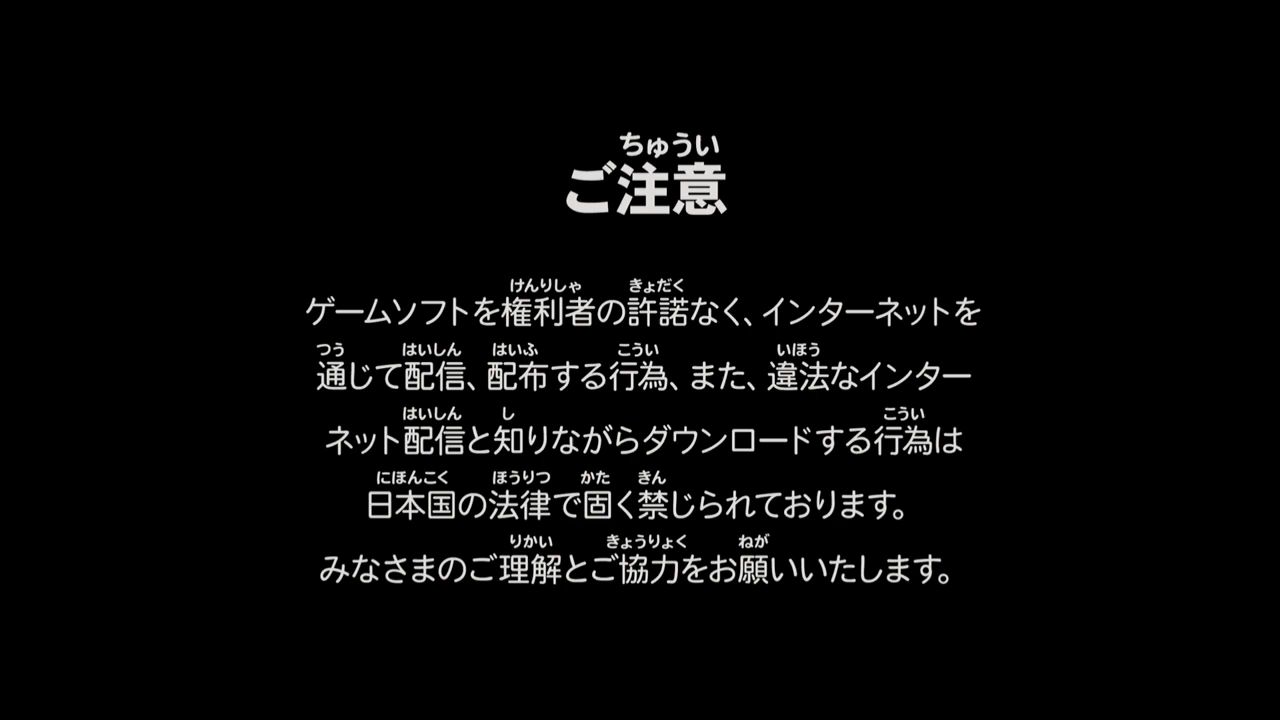 ちゅうい
ご注意
けんりしゃ きょだく
ゲームソフトを権利者の許諾なく、インターネットを
つう はいしん はいふ こうい いほう
通じて配信、配布する行為、また、違法なインター
はいしん し こうい
ネット配信と知りながらダウンロードする行為は
にほんこく ほうりつ かた きん
日本国の法律で固く禁じられております。
りかい きょうりょく ねが
みなさまのご理解とご協力をお願いいたします。